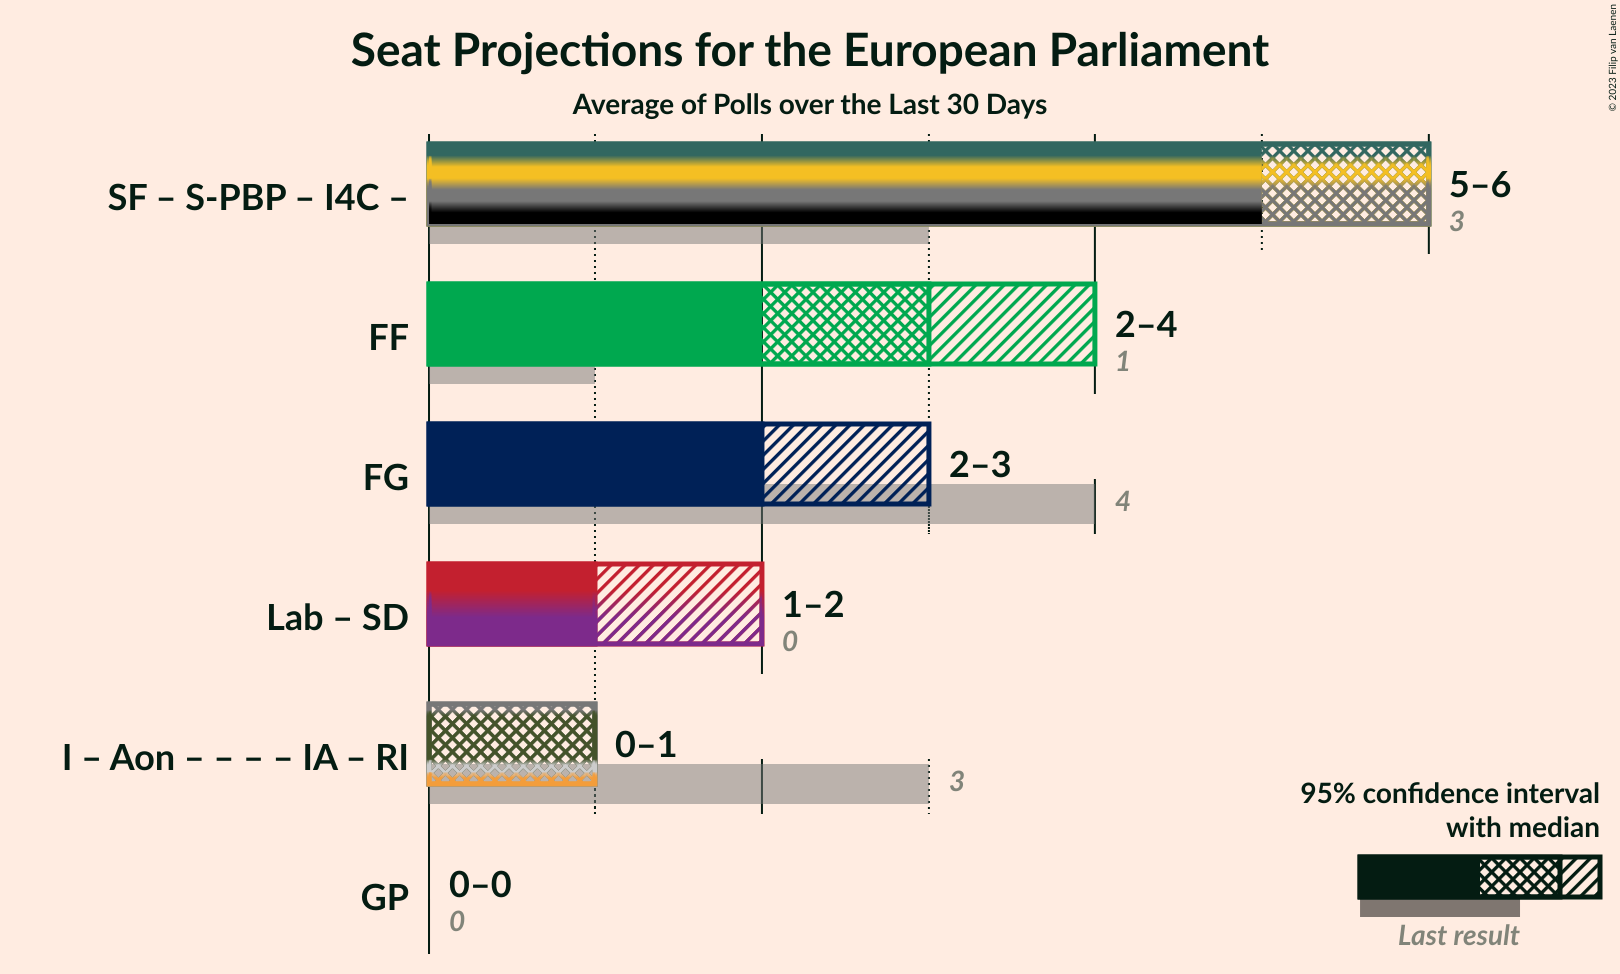 Seat Projections for the European Parliament
Average of Polls over the Last 30 Days
© 2023 Filip van Laenen
SF – S-PBP – I4C –
5–6
3
FF
2–4
1
FG
2–3
4
Lab – SD
1–2
0
I – Aon – – – – IA – RI
0–1
3
GP
0–0
0
95% confidence interval
with median
Last result